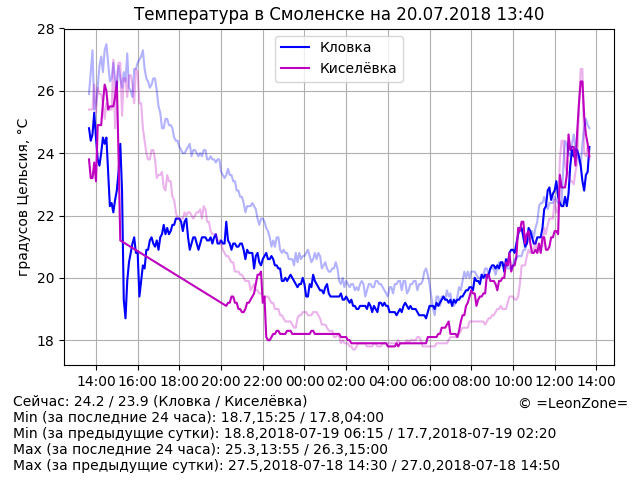 Температура в Смоленске на 20.07.2018 13:40
Кловка
Киселёвка
градусов Цельсия, °C
28
26
24
22
20
18
14:00 16:00 18:00 20:00 22:00 00:00 02:00 04:00 06:00 08:00 10:00 12:00 14:00
Сейчас: 24.2 / 23.9 (Кловка / Киселёвка)
© =LeonZone=
Min (за последние 24 часа): 18.7,15:25 / 17.8,04:00
Min (за предыдущие сутки): 18.8,2018-07-19 06:15 / 17.7,2018-07-19 02:20
Max (за последние 24 часа): 25.3,13:55 / 26.3,15:00
Max (за предыдущие сутки): 27.5,2018-07-18 14:30 / 27.0,2018-07-18 14:50